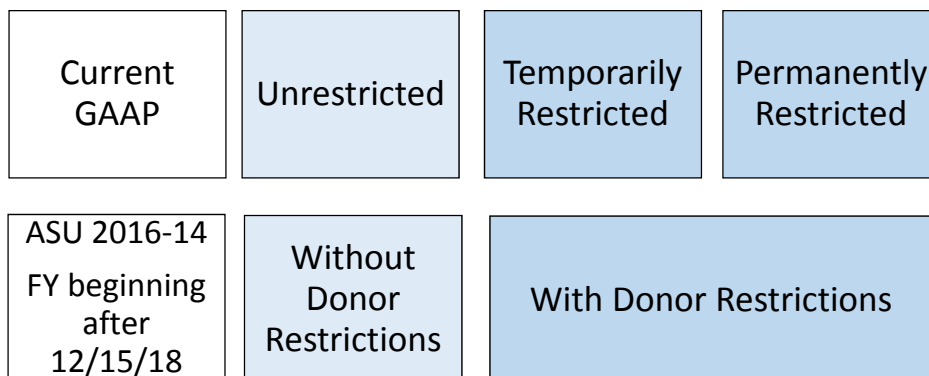 Current
GAAP
Unrestricted
Temporarily
Restricted
Permanently
Restricted
ASU 2016-14
FY beginning
after
12/15/18
Without
Donor
Restrictions
With Donor Restrictions